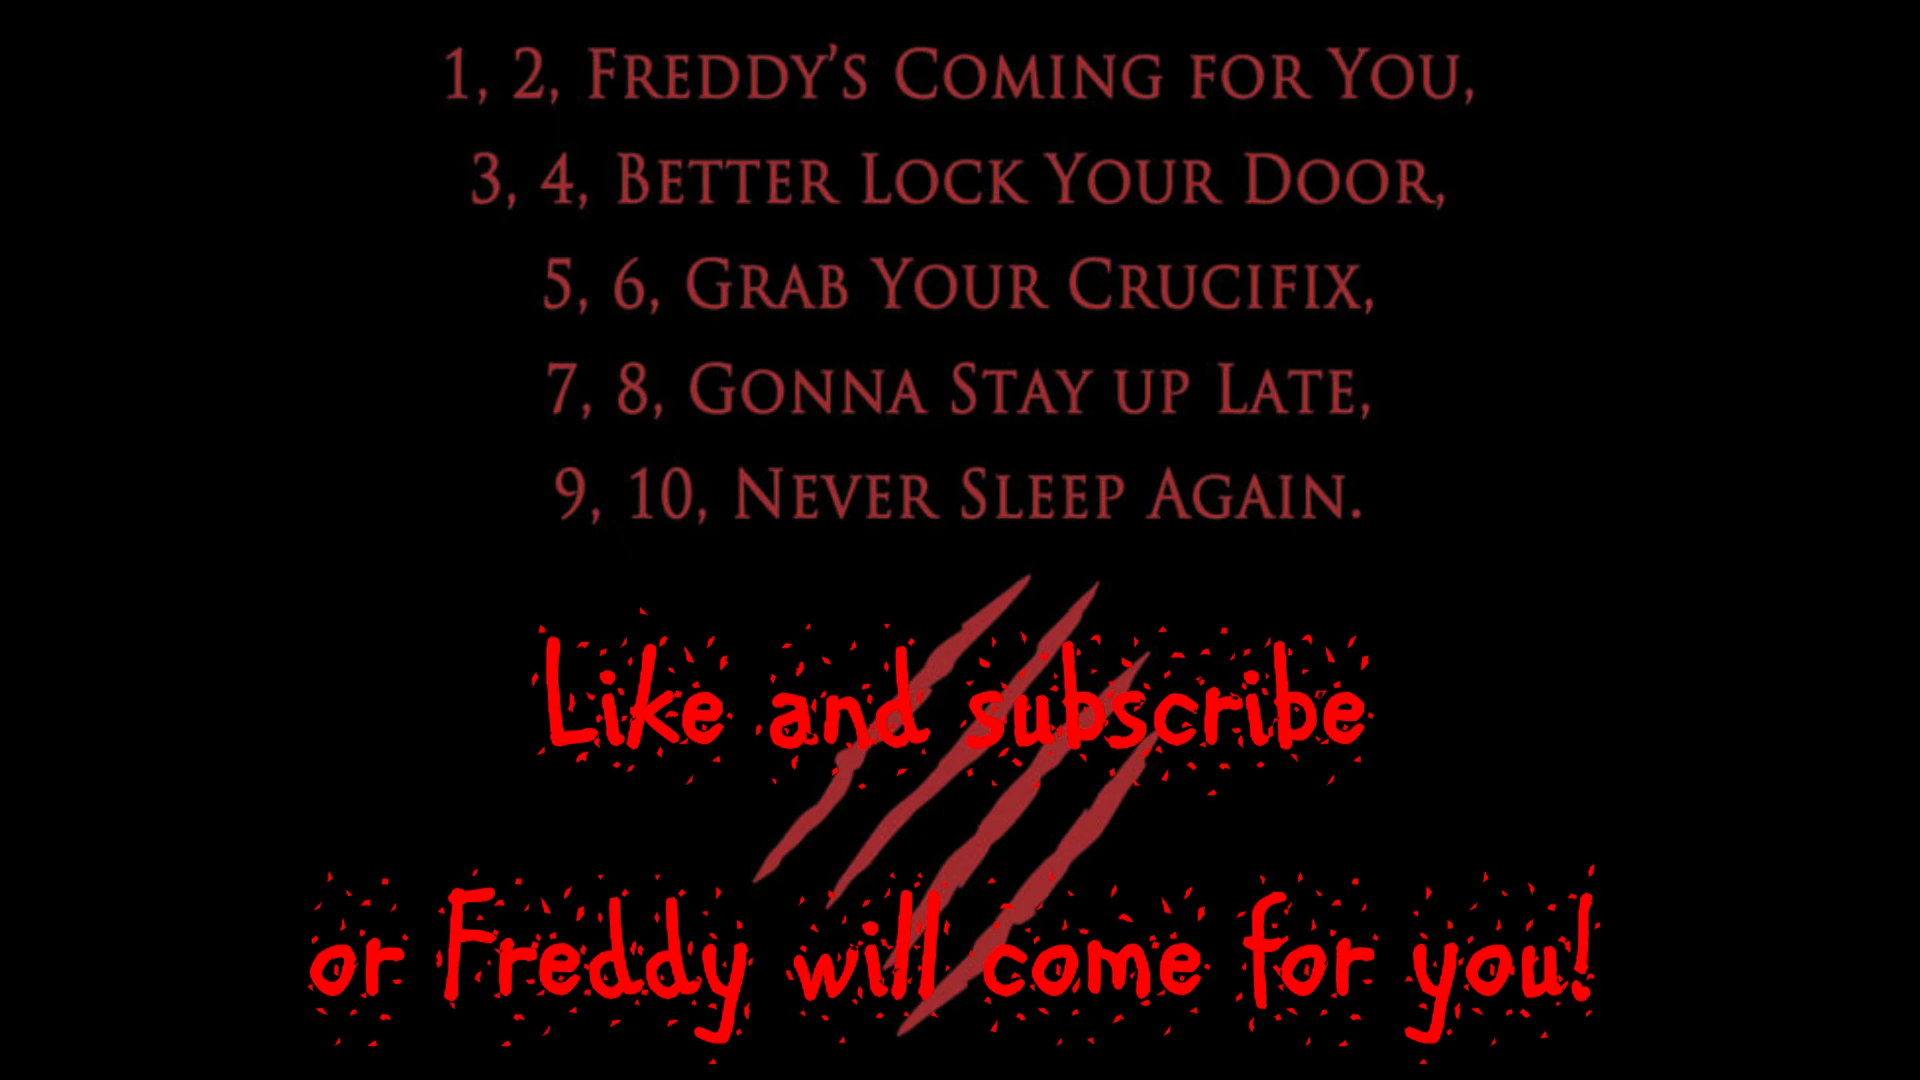 1, 2, Freddy's Coming for You,
3, 4, Better Lock Your Door,
5, 6, Grab Your Crucifix,
7, 8, Gonna Stay up Late,
9, 10, Never Sleep Again.
Like and subscribe
or Freddy will come for you!